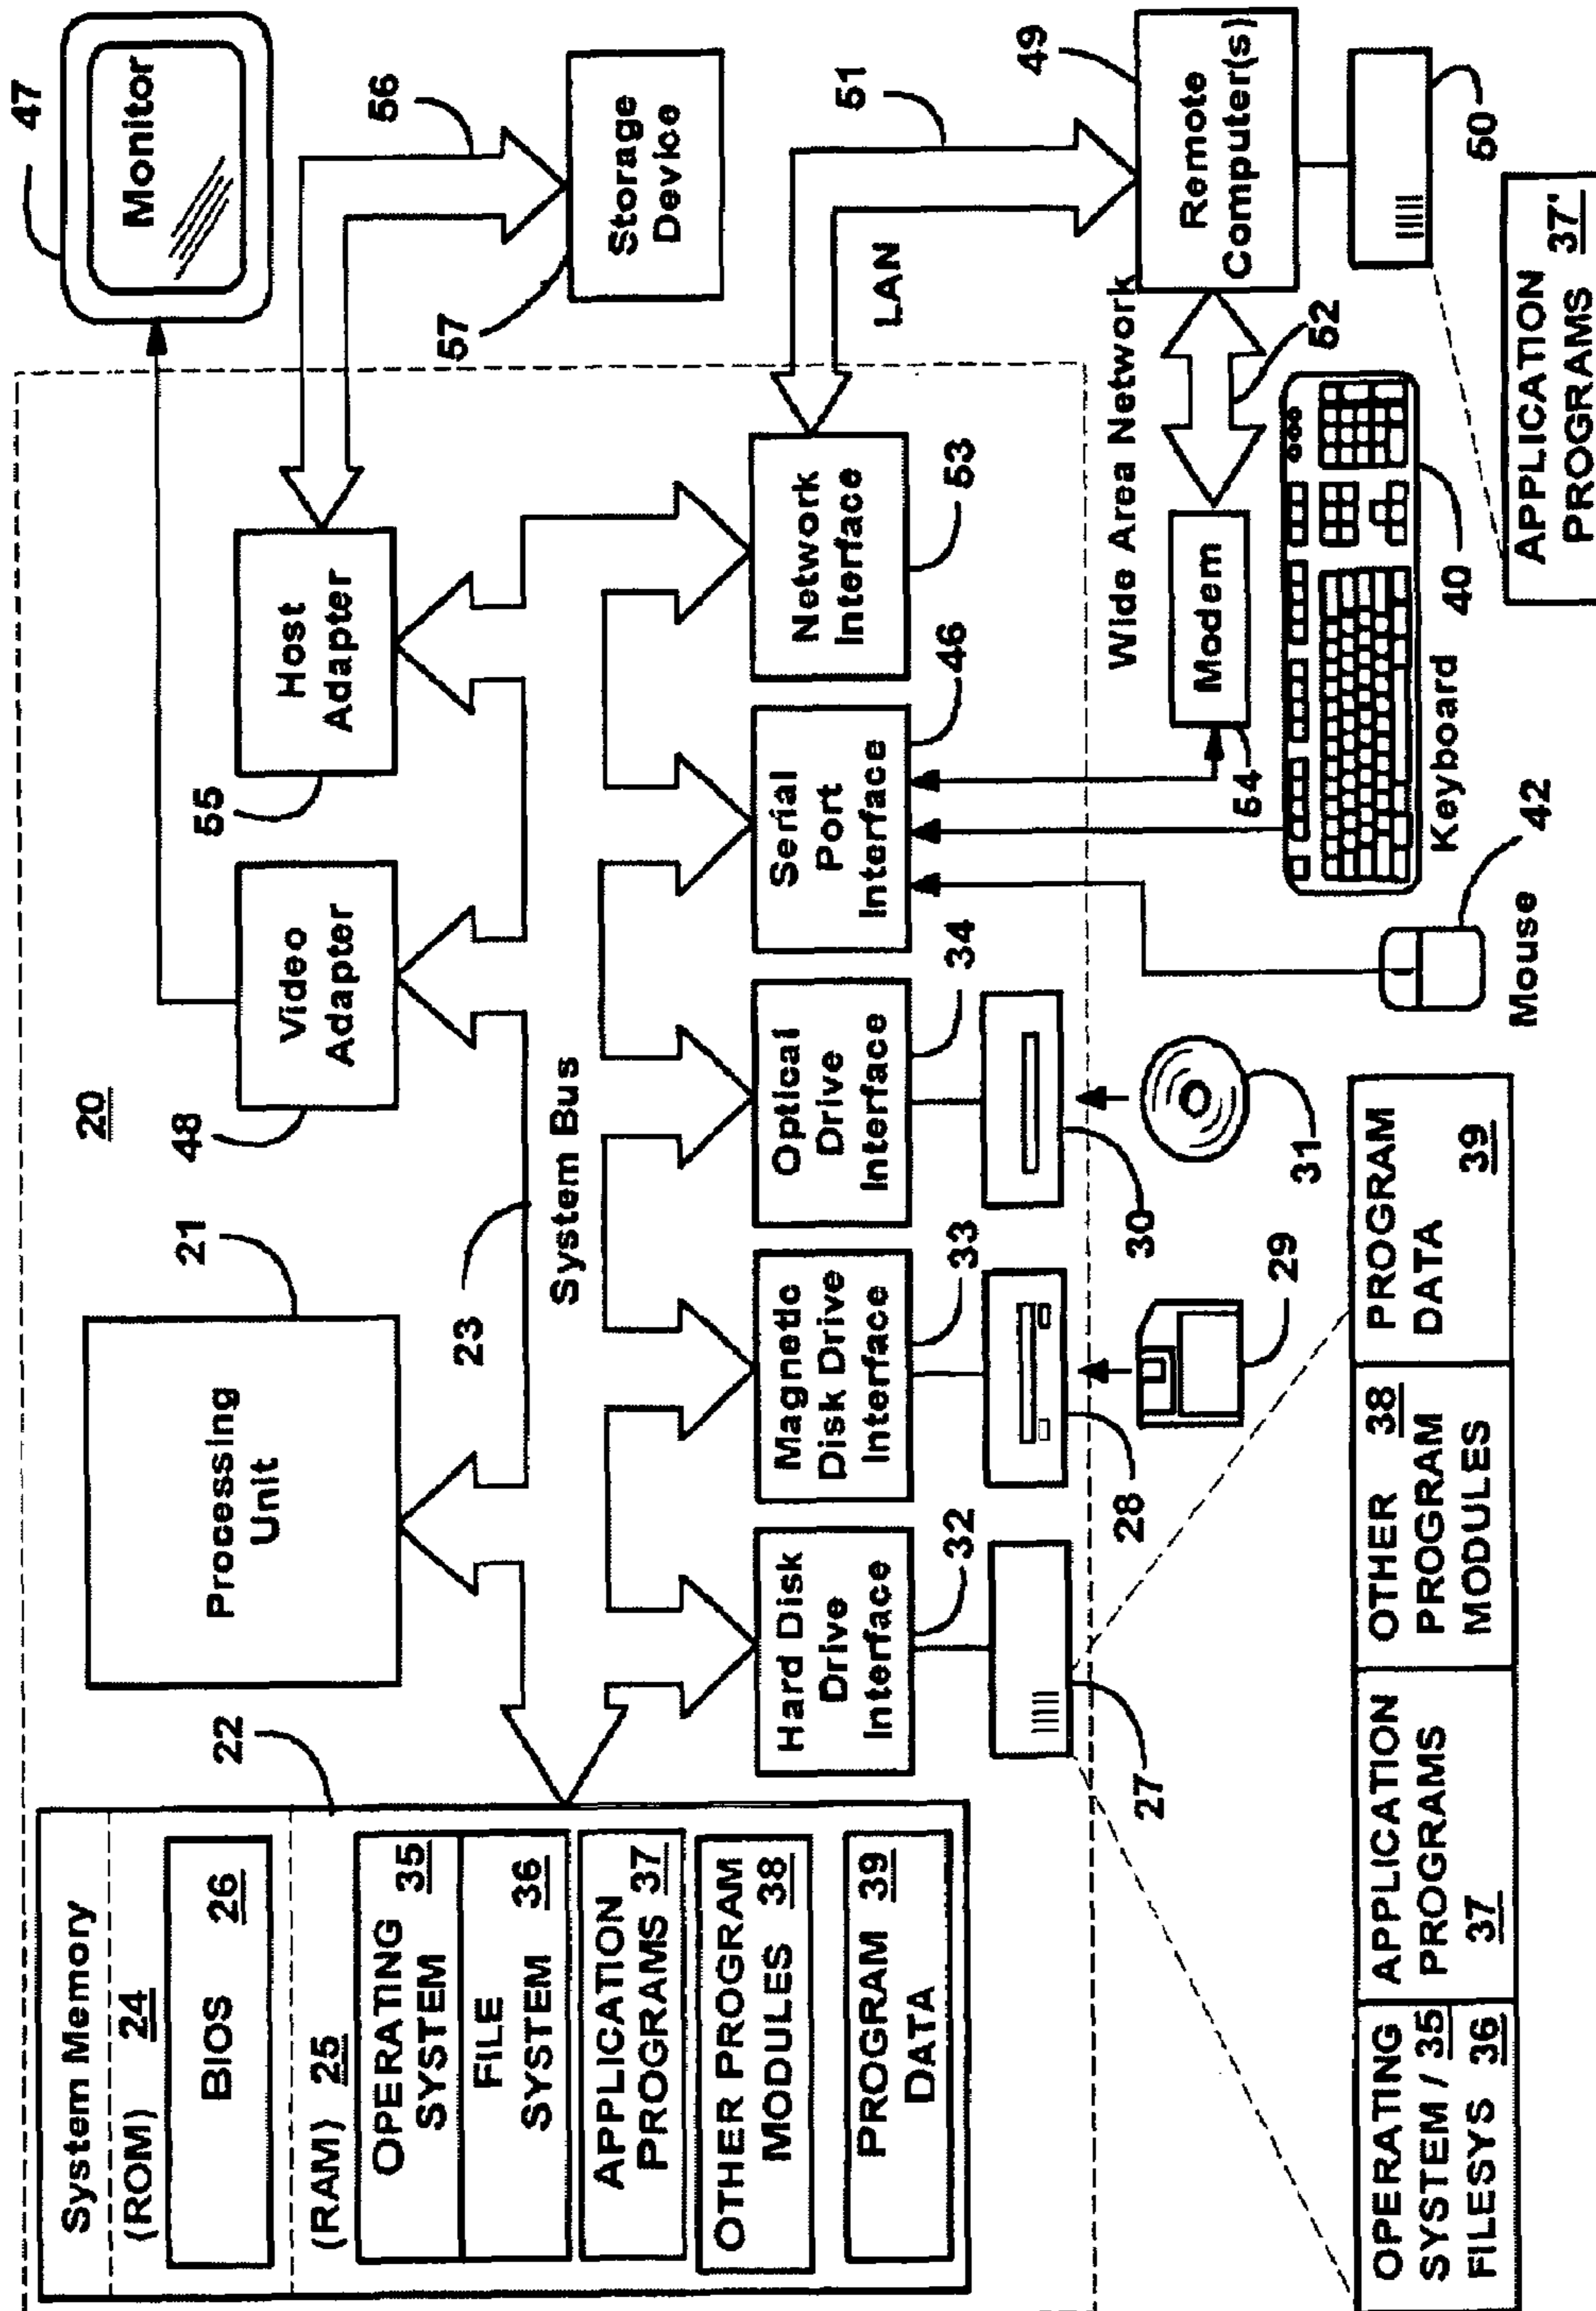 System Memory
(ROM) 24
BIOS 26
(RAM) 25
OPERATING
SYSTEM 35
FILE
SYSTEM 36
APPLICATION
PROGRAMS 37
OTHER PROGRAM
MODULES 38
PROGRAM 39
DATA
22
Processing
Unit
21
20
Video
Adapter
48
Host
Adapter
55
47
Monitor
56
Storage
Device
57
23
System Bus
Hard Disk
Drive
Interface
32
Magnetic
Disk Drive
Interface
33
Optical
Drive
Interface
34
Serial
Port
Interface
46
Network
Interface
53
LAN
51
27
28
29
30
31
Wide Area Network
Modem
54
52
Remote
Computer(s)
49
50
Keyboard
40
Mouse
42
OPERATING
SYSTEM / 35
FILESYS 36
APPLICATION
PROGRAMS
37
OTHER 38
PROGRAM
MODULES
PROGRAM
DATA
39
APPLICATION
PROGRAMS 37'